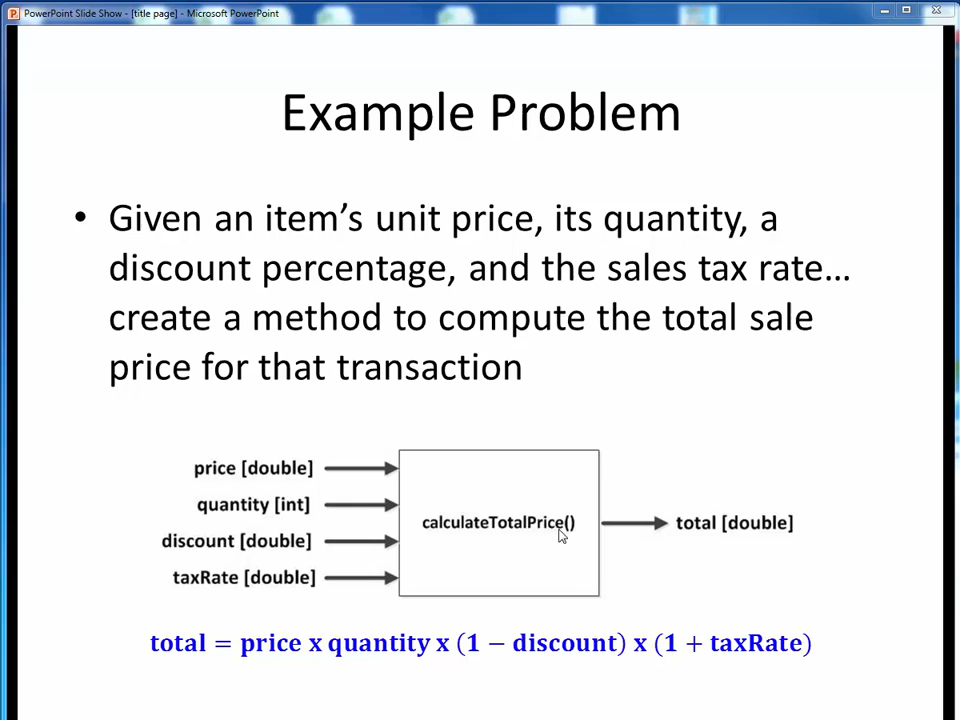 PowerPoint Slide Show - [title page] - Microsoft PowerPoint
Example Problem
• Given an item’s unit price, its quantity, a
discount percentage, and the sales tax rate…
create a method to compute the total sale
price for that transaction
price [double]
quantity [int]
discount [double]
taxRate [double]
calculateTotalPrice()
total [double]
total = price x quantity x (1 − discount) x (1 + taxRate)